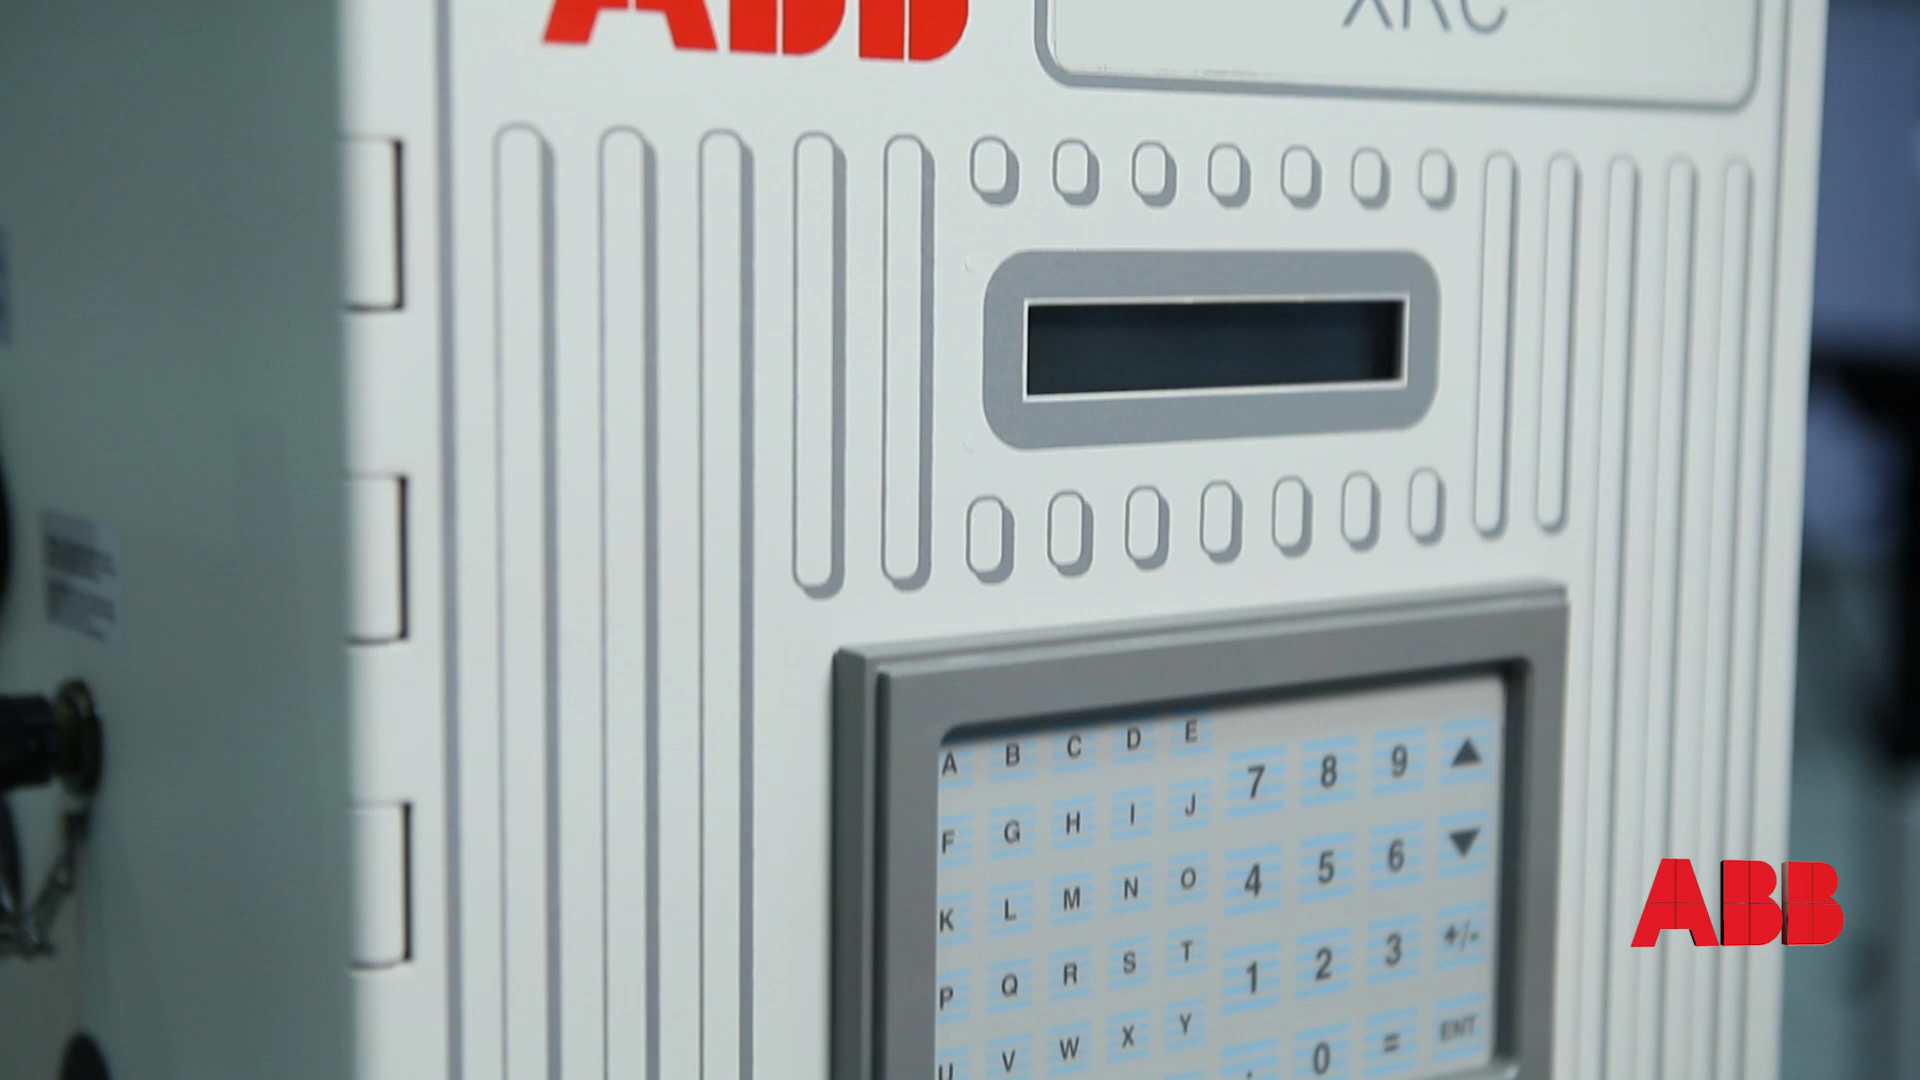 ABB XRC
A B C D E 7 8 9 ▲
F G H I J 4 5 6 ▼
K L M N O 1 2 3 +/-
P Q R S T . 0 = ENT
U V W X Y
ABB